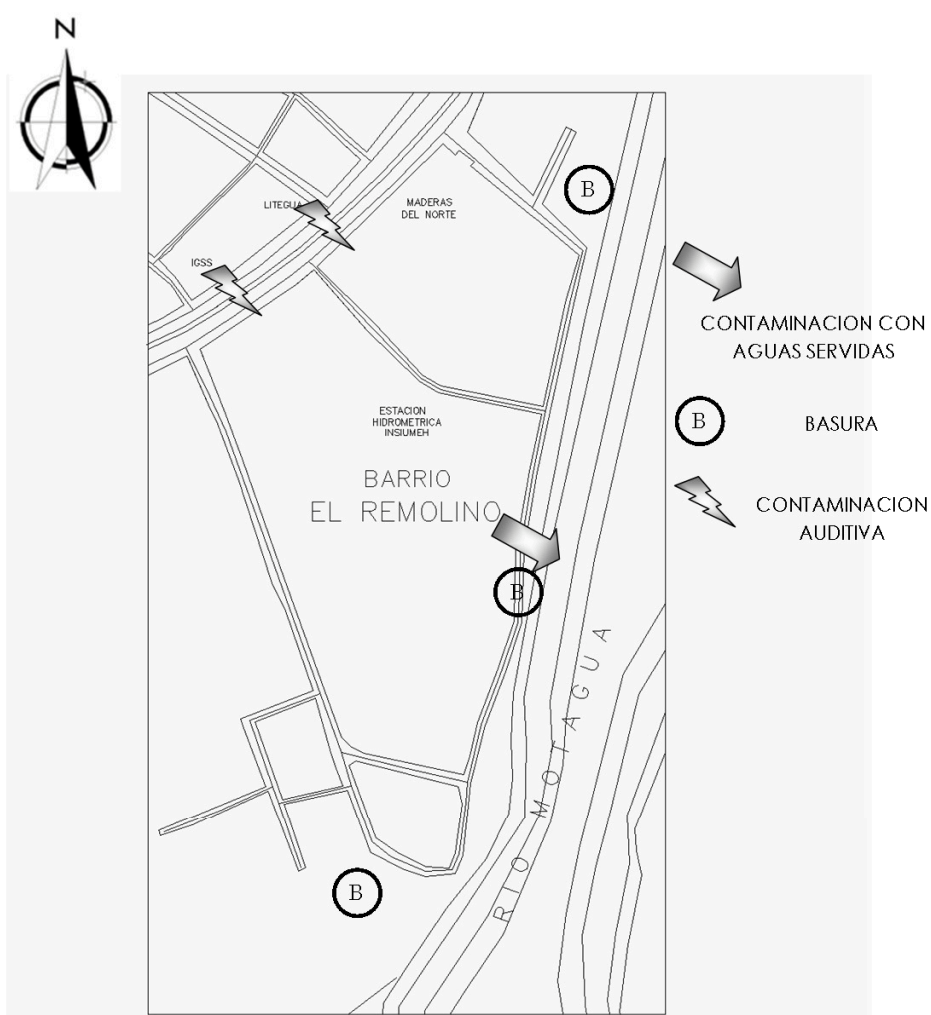 N
LITEGUA
MADERAS
DEL NORTE
IGSS
B
CONTAMINACION CON
AGUAS SERVIDAS
ESTACION
HIDROMETRICA
INSIUMEH
B
BASURA
BARRIO
EL REMOLINO
CONTAMINACION
AUDITIVA
B
RIO MOTAGUA
B